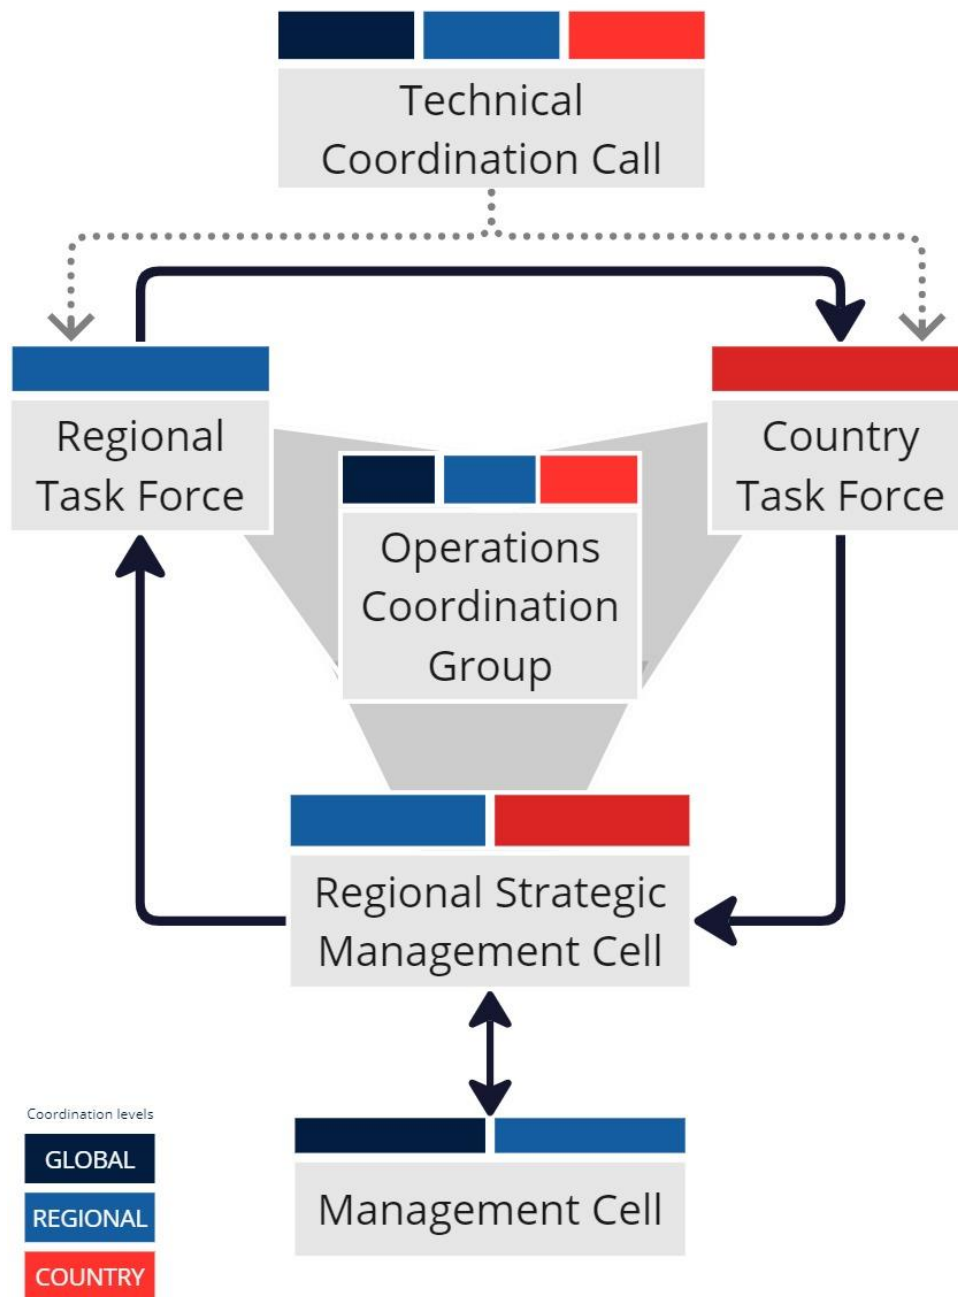 Technical
Coordination Call
Regional
Task Force
Country
Task Force
Operations
Coordination
Group
Regional Strategic
Management Cell
Management Cell
Coordination levels
GLOBAL
REGIONAL
COUNTRY